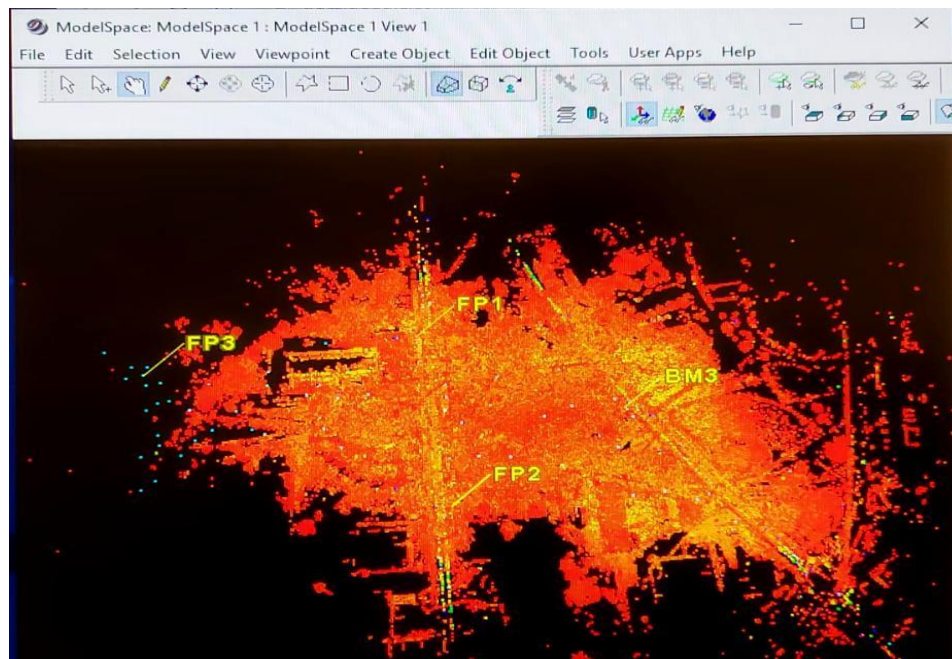 ModelSpace: ModelSpace 1 : ModelSpace 1 View 1
File Edit Selection View Viewpoint Create Object Edit Object Tools User Apps Help
FP1
FP3
BM3
FP2